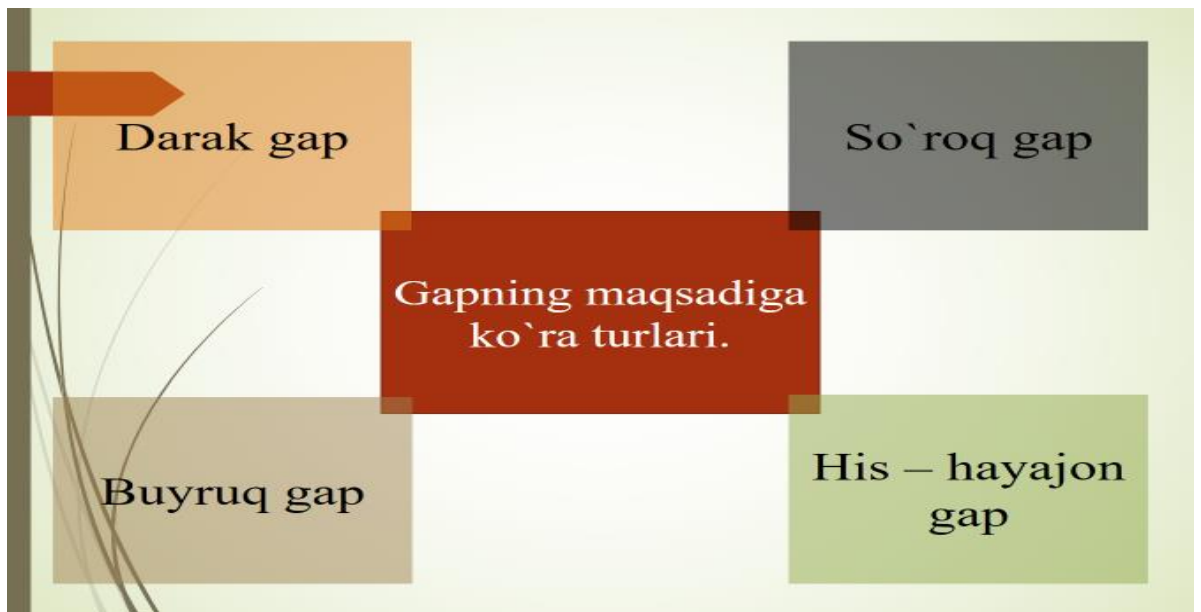 Darak gap
So`roq gap
Gapning maqsadiga
ko`ra turlari.
Buyruq gap
His – hayajon
gap